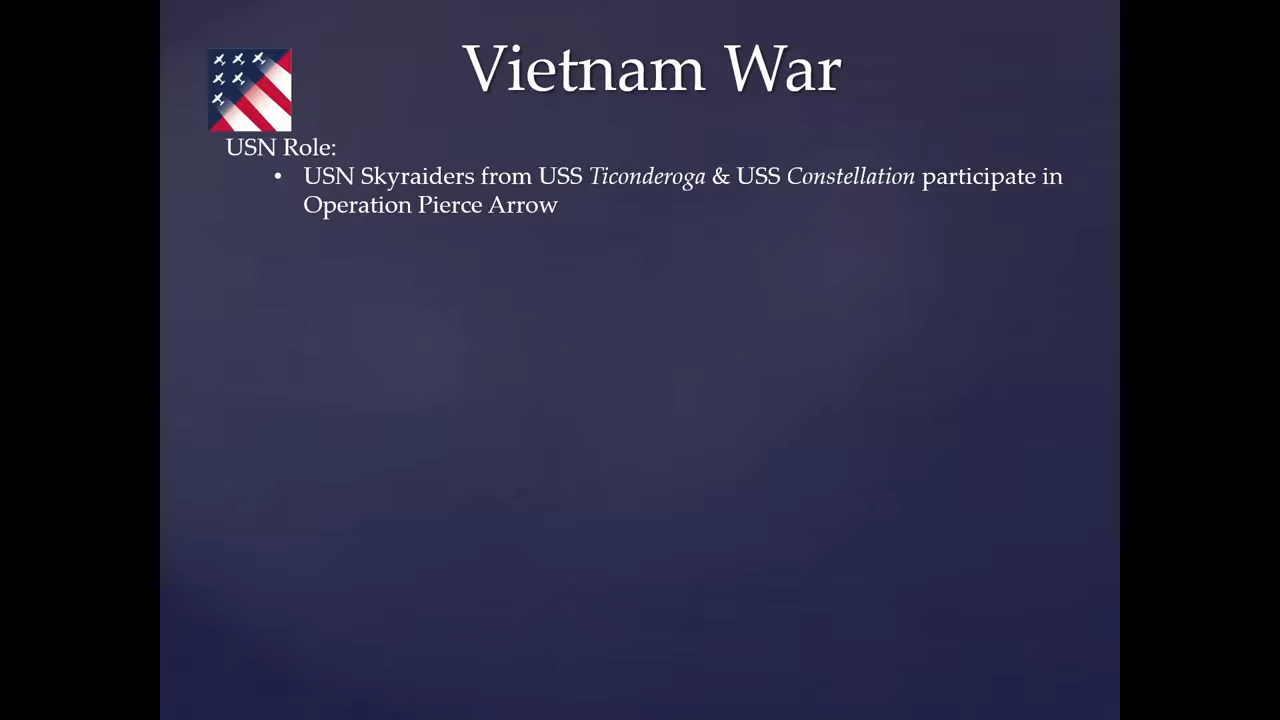 Vietnam War
USN Role:
• USN Skyraiders from USS Ticonderoga & USS Constellation participate in
Operation Pierce Arrow